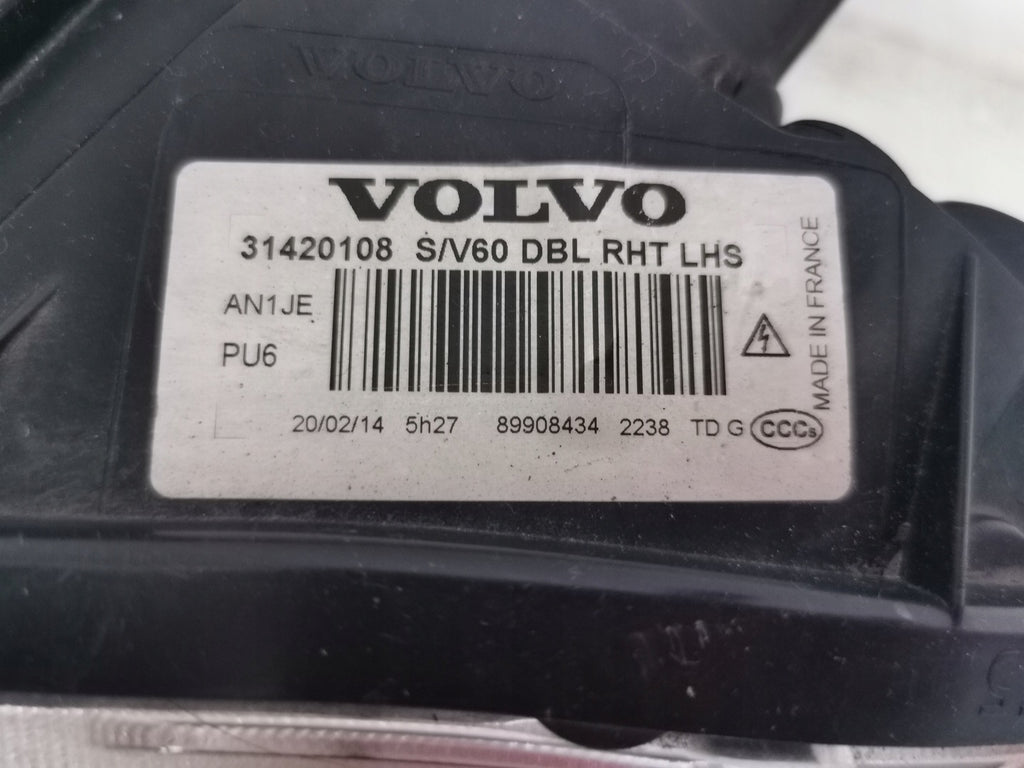 VOLVO
VOLVO
31420108 S/V60 DBL RHT LHS
AN1JE
PU6
MADE IN FRANCE
20/02/14 5h27 89908434 2238 TD G CCCs